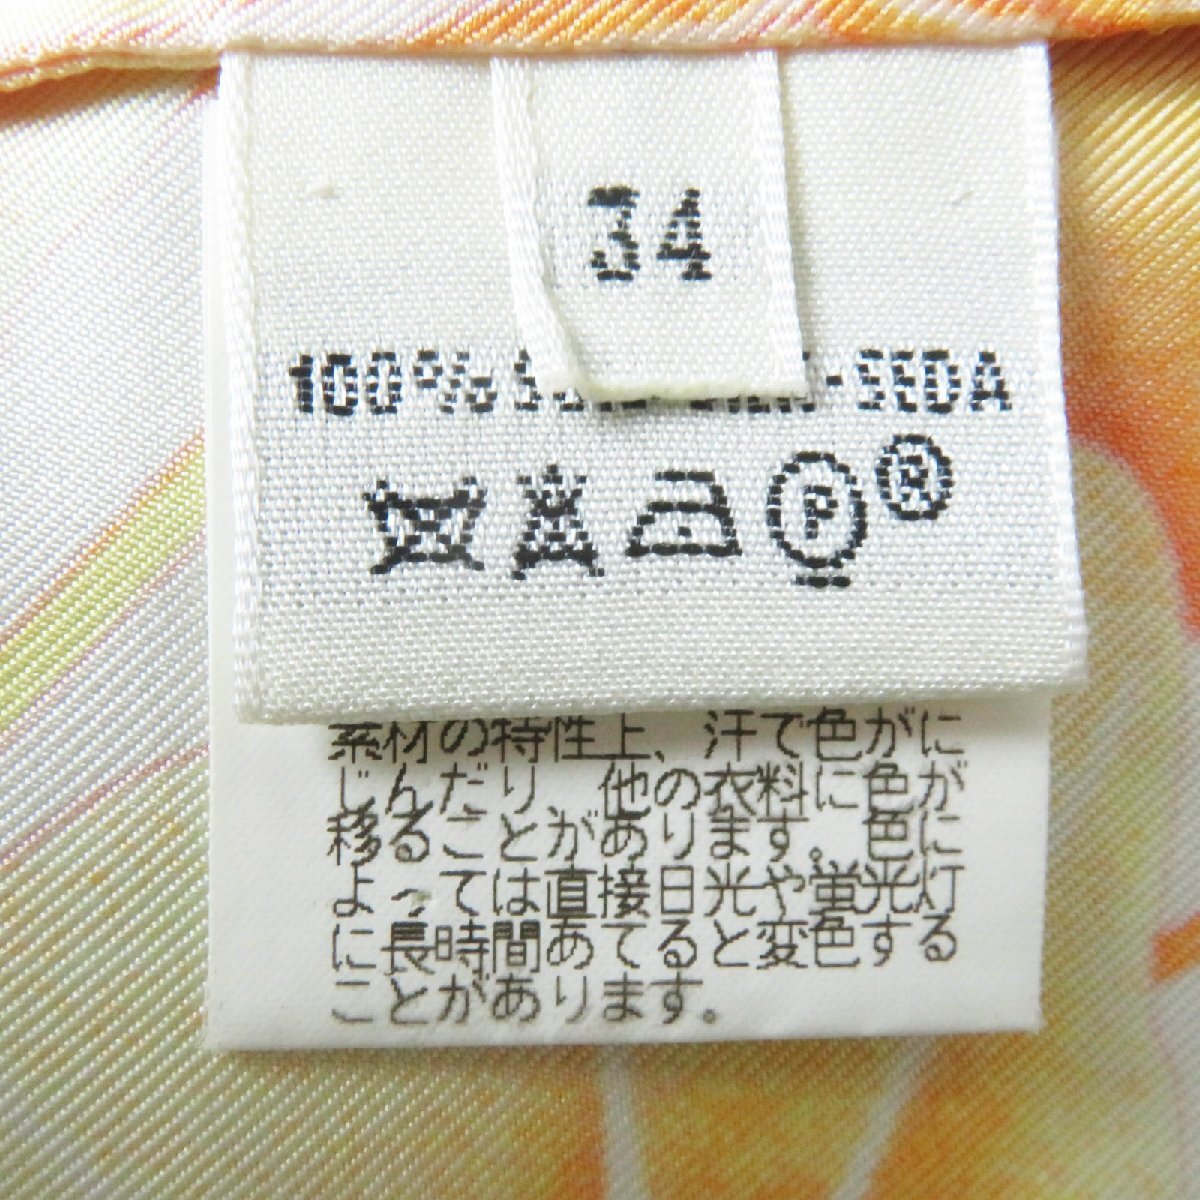 34
100% SEDA
P
R
素材の特性上、汗で色がに
じんだり、他の衣料に色が
移ることがあります。色に
よっては直接日光や蛍光灯
に長時間あてると変色する
ことがあります。